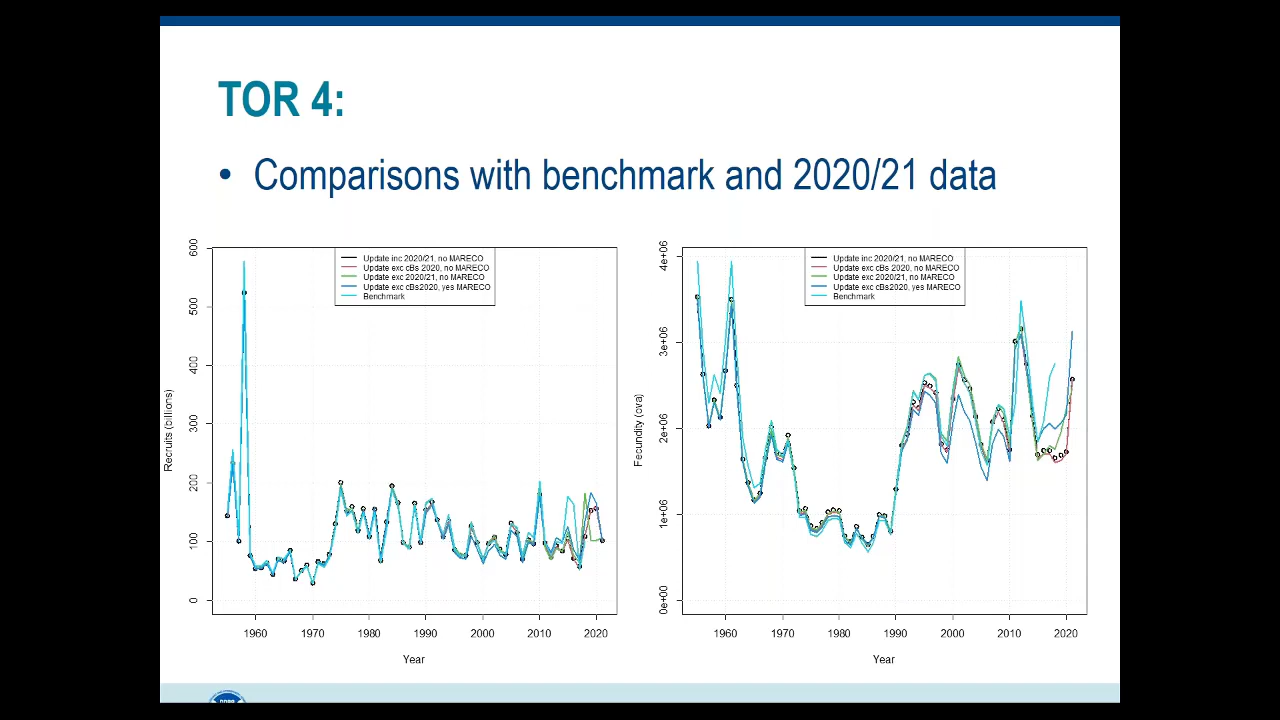 TOR 4:
• Comparisons with benchmark and 2020/21 data
Recruits (billions)
600
500
400
300
200
100
0
Update inc 2020/21, no MARECO
Update exc cBs 2020, no MARECO
Update exc 2020/21, no MARECO
Update exc cBs2020, yes MARECO
Benchmark
1960 1970 1980 1990 2000 2010 2020
Year
Fecundity (ova)
4e+06
3e+06
2e+06
1e+06
0e+00
Update inc 2020/21, no MARECO
Update exc cBs 2020, no MARECO
Update exc 2020/21, no MARECO
Update exc cBs2020, yes MARECO
Benchmark
1960 1970 1980 1990 2000 2010 2020
Year